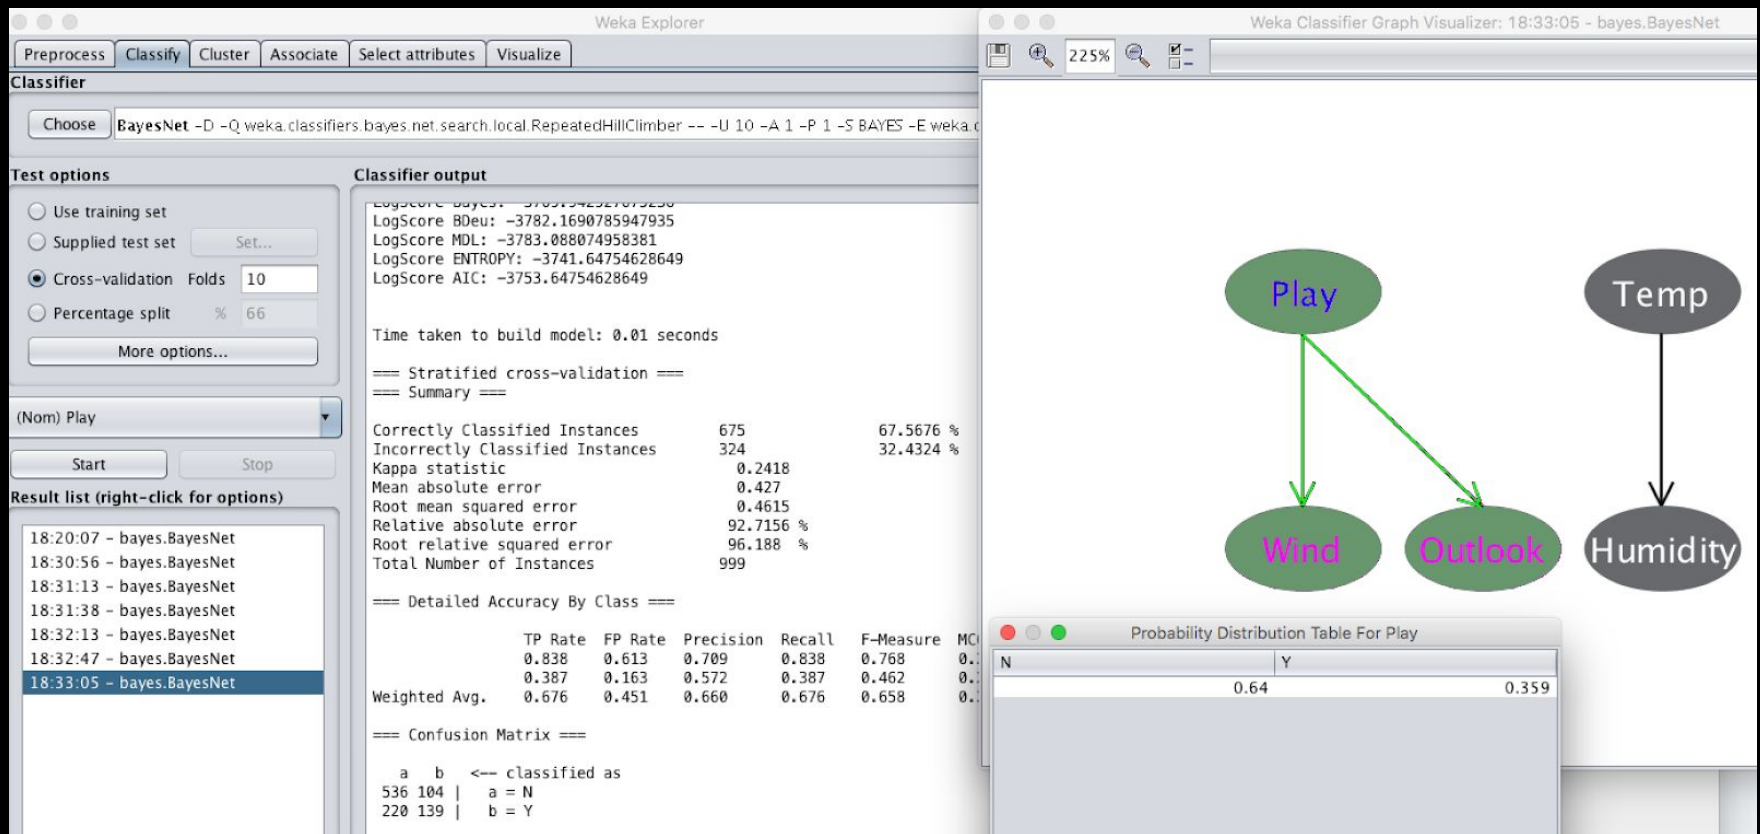 Weka Explorer
Preprocess Classify Cluster Associate Select attributes Visualize
Classifier
Choose BayesNet -D -Q weka.classifiers.bayes.net.search.local.RepeatedHillClimber -- -U 10 -A 1 -P 1 -S BAYES -E weka.c
Test options
Use training set
Supplied test set Set...
Cross-validation Folds 10
Percentage split % 66
More options...
(Nom) Play
Start Stop
Result list (right-click for options)
18:20:07 - bayes.BayesNet
18:30:56 - bayes.BayesNet
18:31:13 - bayes.BayesNet
18:31:38 - bayes.BayesNet
18:32:13 - bayes.BayesNet
18:32:47 - bayes.BayesNet
18:33:05 - bayes.BayesNet
Classifier output
LogScore Bayes:
LogScore BDeu: -3782.1690785947935
LogScore MDL: -3783.088074958381
LogScore ENTROPY: -3741.64754628649
LogScore AIC: -3753.64754628649
Time taken to build model: 0.01 seconds
=== Stratified cross-validation ===
=== Summary ===
Correctly Classified Instances 675 67.5676 %
Incorrectly Classified Instances 324 32.4324 %
Kappa statistic 0.2418
Mean absolute error 0.427
Root mean squared error 0.4615
Relative absolute error 92.7156 %
Root relative squared error 96.188 %
Total Number of Instances 999
=== Detailed Accuracy By Class ===
TP Rate FP Rate Precision Recall F-Measure MC
0.838 0.613 0.709 0.838 0.768 0.
0.387 0.163 0.572 0.387 0.462 0.
Weighted Avg. 0.676 0.451 0.660 0.676 0.658 0.
=== Confusion Matrix ===
a b <-- classified as
536 104 | a = N
220 139 | b = Y
Weka Classifier Graph Visualizer: 18:33:05 - bayes.BayesNet
225%
Play Temp
Wind Outlook Humidity
Probability Distribution Table For Play
N Y
0.64 0.359